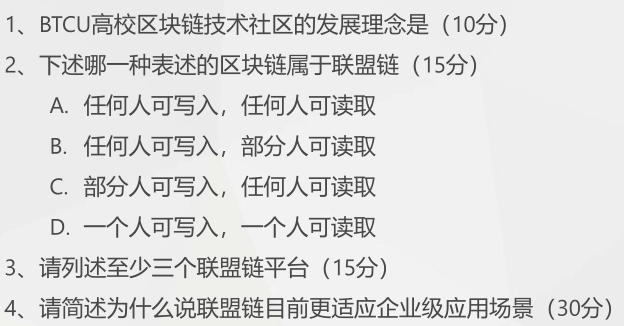 1、BTCU高校区块链技术社区的发展理念是（10分）
2、下述哪一种表述的区块链属于联盟链（15分）
A. 任何人可写入，任何人可读取
B. 任何人可写入，部分人可读取
C. 部分人可写入，任何人可读取
D. 一个人可写入，一个人可读取
3、请列述至少三个联盟链平台（15分）
4、请简述为什么说联盟链目前更适应企业级应用场景（30分）